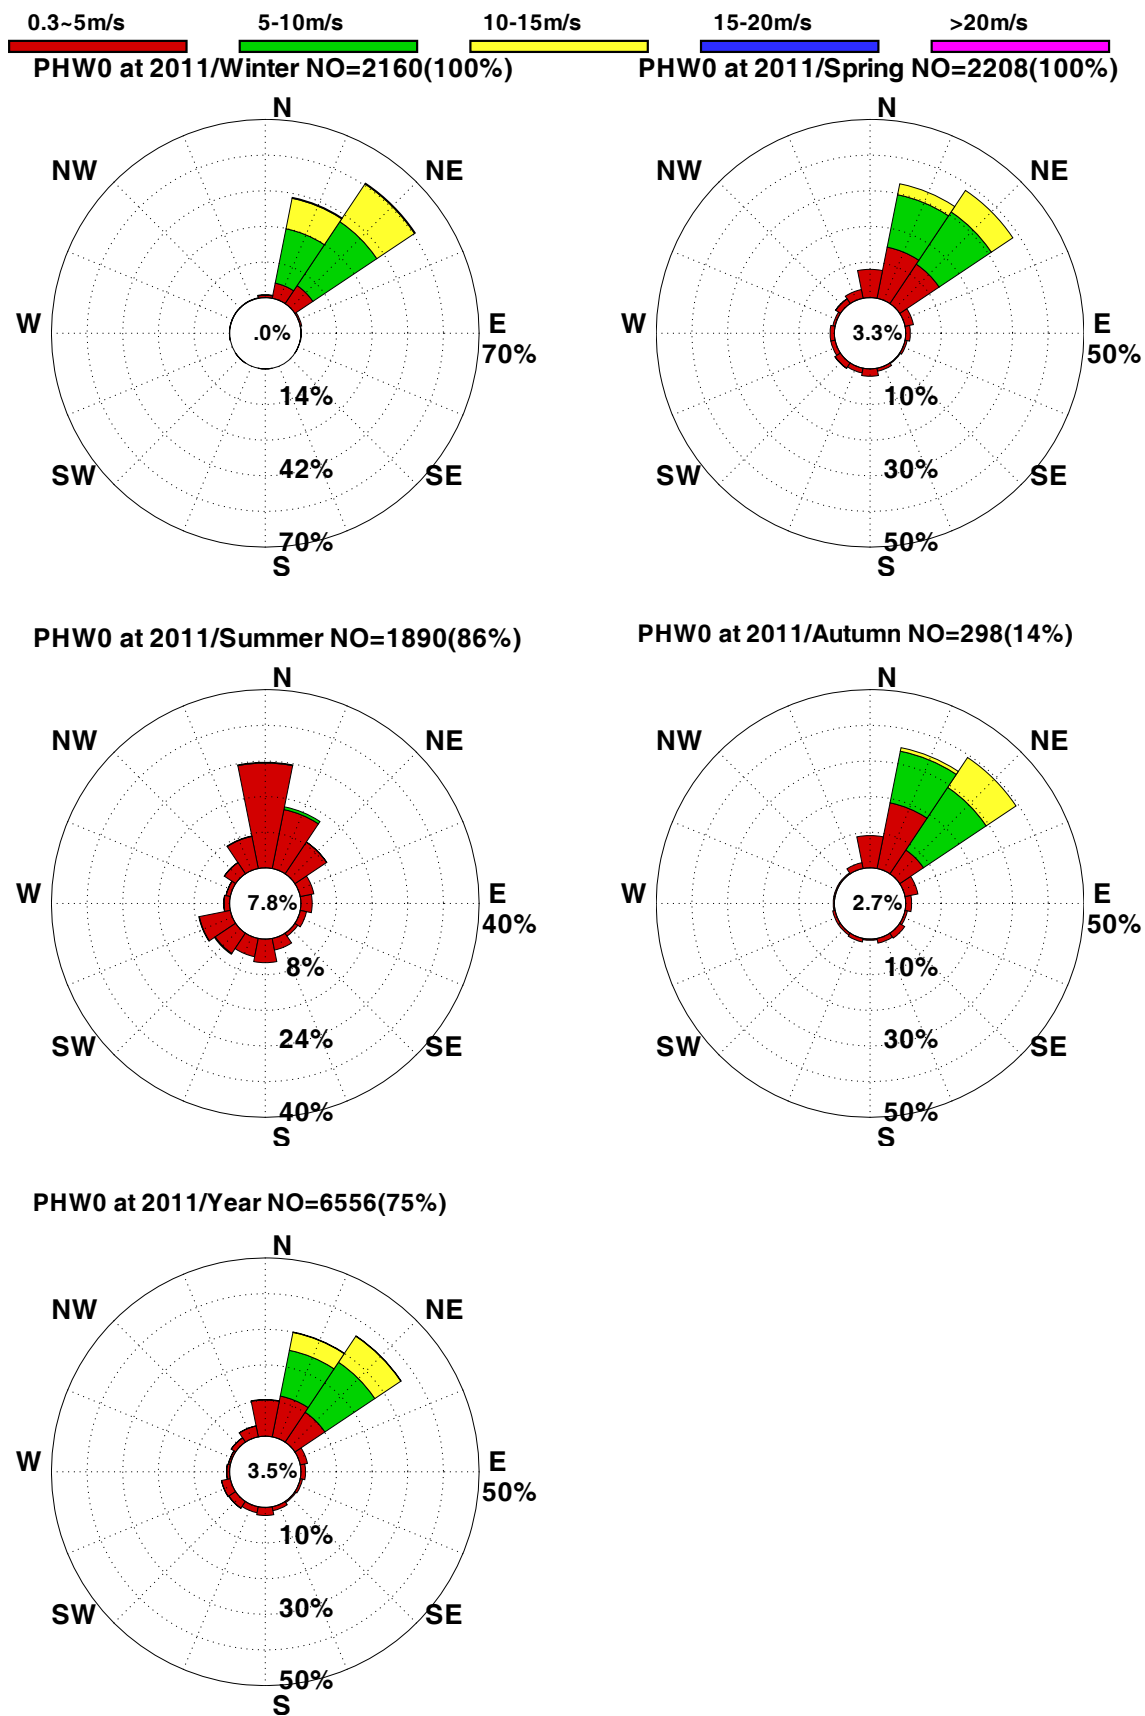 0.3~5m/s 5-10m/s 10-15m/s 15-20m/s >20m/s
PHW0 at 2011/Winter NO=2160(100%)
N
NW NE
W .0% E
70%
14%
42%
SW SE
70%
S
PHW0 at 2011/Spring NO=2208(100%)
N
NW NE
W 3.3% E
50%
10%
30%
SW SE
50%
S
PHW0 at 2011/Summer NO=1890(86%)
N
NW NE
W 7.8% E
40%
8%
24%
SW SE
40%
S
PHW0 at 2011/Autumn NO=298(14%)
N
NW NE
W 2.7% E
50%
10%
30%
SW SE
50%
S
PHW0 at 2011/Year NO=6556(75%)
N
NW NE
W 3.5% E
50%
10%
30%
SW SE
50%
S